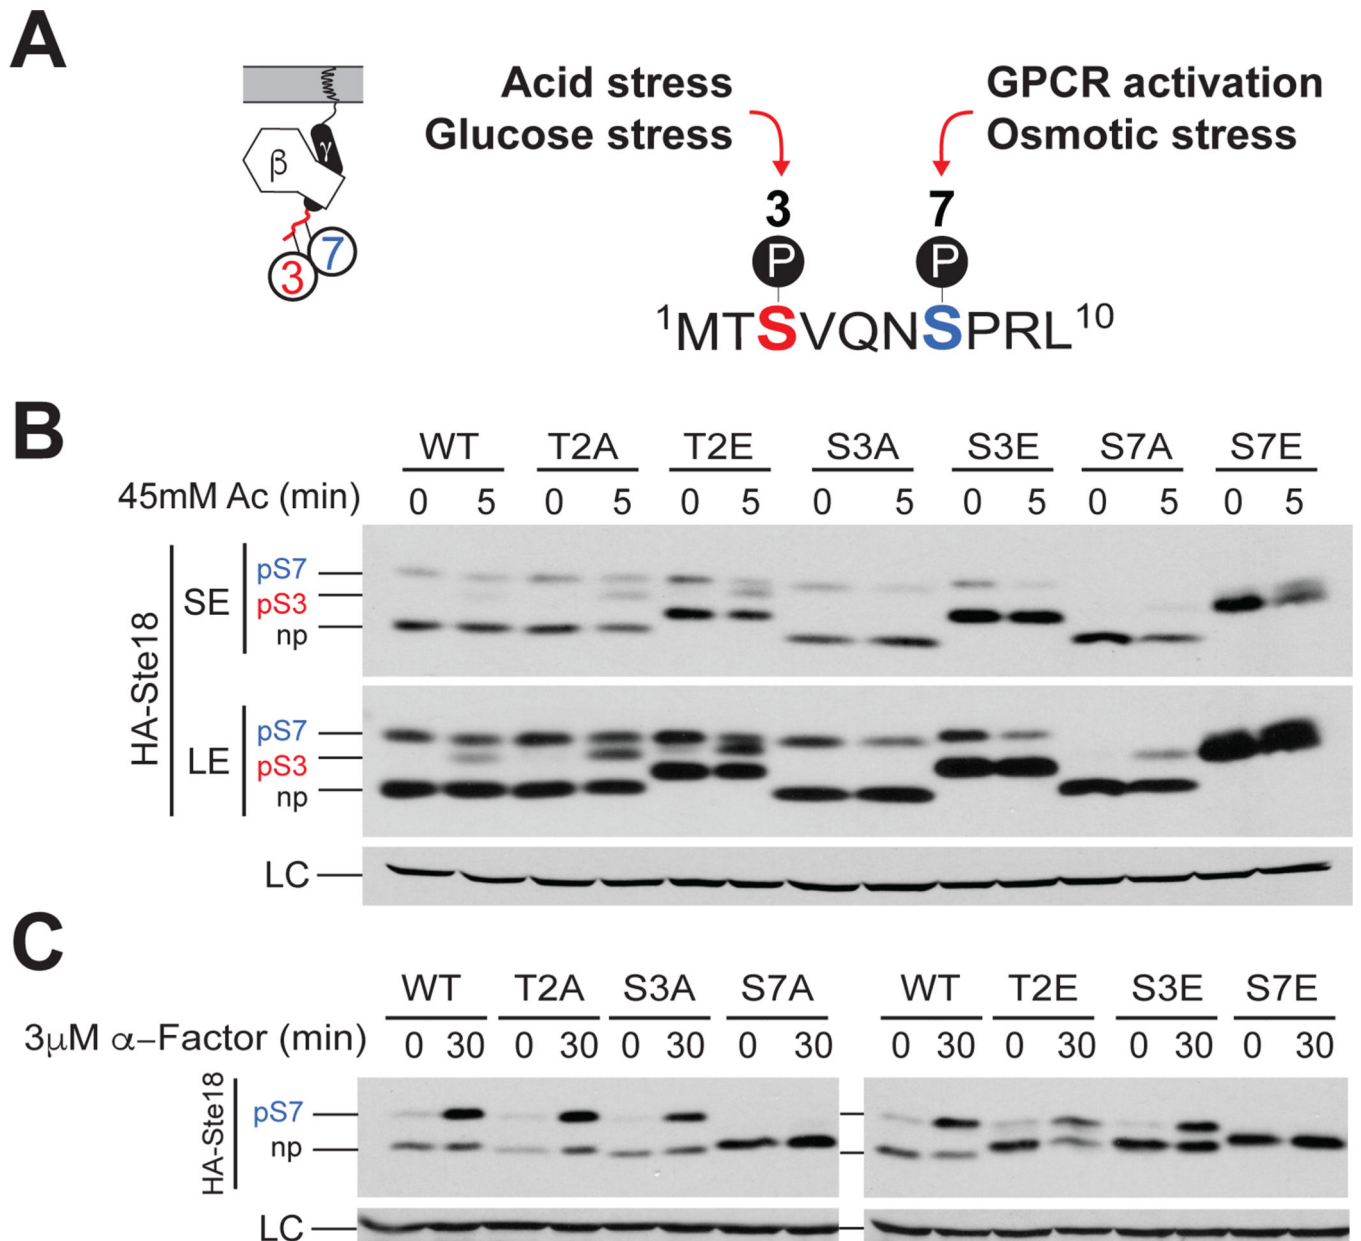 A
Acid stress
Glucose stress
GPCR activation
Osmotic stress
β
γ
3
7
3
7
P
P
1MTSVQNSPRL10
B
WT T2A T2E S3A S3E S7A S7E
45mM Ac (min) 0 5 0 5 0 5 0 5 0 5 0 5 0 5
HA-Ste18
SE
pS7
pS3
np
LE
pS7
pS3
np
LC
C
WT T2A S3A S7A WT T2E S3E S7E
3μM α−Factor (min) 0 30 0 30 0 30 0 30 0 30 0 30 0 30 0 30
HA-Ste18
pS7
np
LC